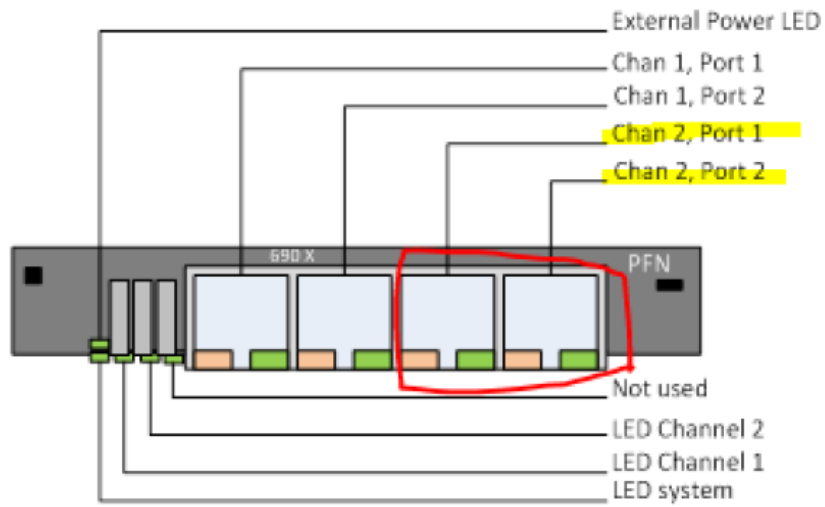 External Power LED
Chan 1, Port 1
Chan 1, Port 2
Chan 2, Port 1
Chan 2, Port 2
690 X
PFN
Not used
LED Channel 2
LED Channel 1
LED system